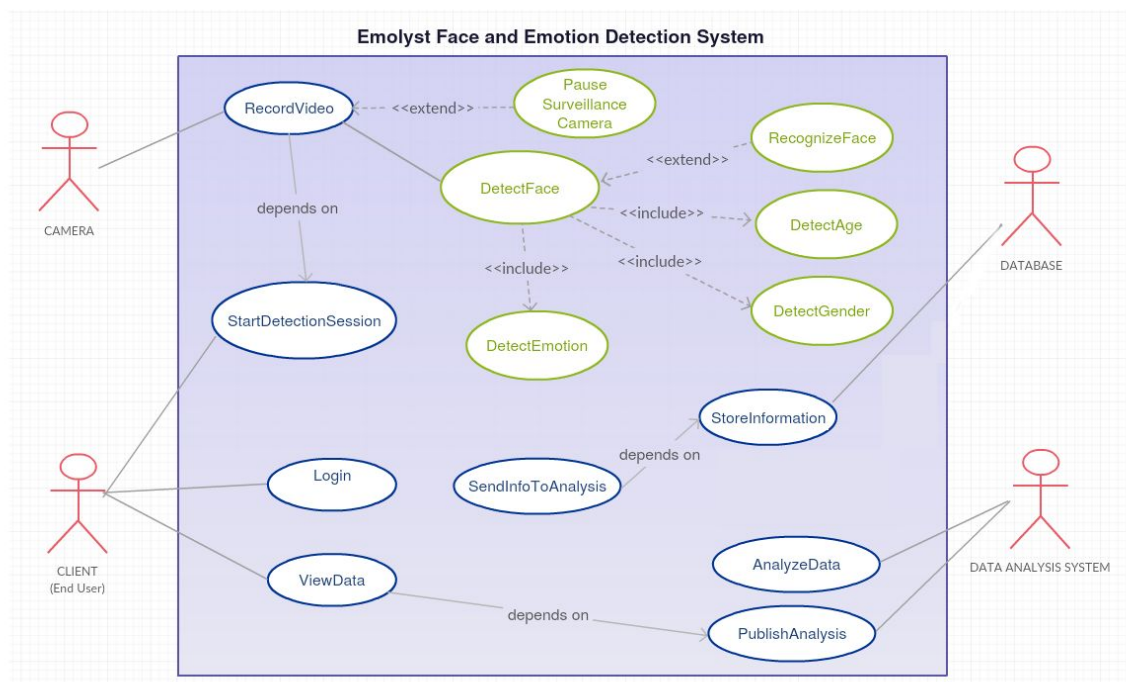 Emolyst Face and Emotion Detection System
RecordVideo
<<extend>>
Pause
Surveillance
Camera
RecognizeFace
<<extend>>
DetectFace
<<include>>
DetectAge
depends on
CAMERA
<<include>>
<<include>>
DATABASE
DetectGender
StartDetectionSession
DetectEmotion
StoreInformation
depends on
Login
SendInfoToAnalysis
AnalyzeData
DATA ANALYSIS SYSTEM
CLIENT
(End User)
ViewData
depends on
PublishAnalysis